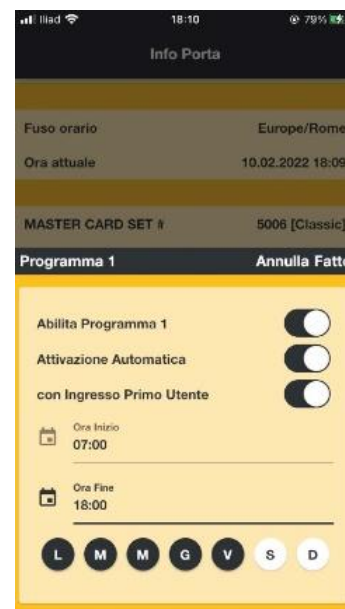 Iliad 18:10 79%
Info Porta
Fuso orario Europe/Rome
Ora attuale 10.02.2022 18:09
MASTER CARD SET # 5006 [Classic]
Programma 1 Annulla Fatto
Abilita Programma 1
Attivazione Automatica
con Ingresso Primo Utente
Ora Inizio
07:00
Ora Fine
18:00
L M M G V S D